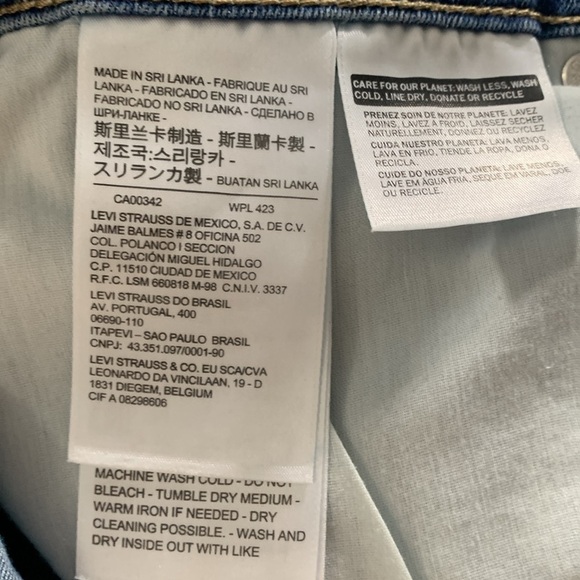 MADE IN SRI LANKA - FABRIQUE AU SRI
LANKA - FABRICADO EN SRI LANKA -
FABRICADO NO SRI LANKA - СДЕЛАНО В
ШРИ-ЛАНКЕ -
斯里兰卡制造 - 斯里蘭卡製 -
제조국:스리랑카 -
スリランカ製 - BUATAN SRI LANKA
CA00342 WPL 423
LEVI STRAUSS DE MEXICO, S.A. DE C.V.
JAIME BALMES # 8 OFICINA 502
COL. POLANCO I SECCION
DELEGACIÓN MIGUEL HIDALGO
C.P. 11510 CIUDAD DE MEXICO
R.F.C. LSM 660818 M-98 C.N.I.V. 3337
LEVI STRAUSS DO BRASIL
AV. PORTUGAL, 400
06690-110
ITAPEVI – SAO PAULO BRASIL
CNPJ: 43.351.097/0001-90
LEVI STRAUSS & CO. EU SCA/CVA
LEONARDO DA VINCILAAN, 19 - D
1831 DIEGEM, BELGIUM
CIF A 08298606
MACHINE WASH COLD - DO NOT
BLEACH - TUMBLE DRY MEDIUM -
WARM IRON IF NEEDED - DRY
CLEANING POSSIBLE. - WASH AND
DRY INSIDE OUT WITH LIKE
CARE FOR OUR PLANET: WASH LESS, WASH
COLD, LINE DRY, DONATE OR RECYCLE
PRENEZ SOIN DE NOTRE PLANETE: LAVEZ
MOINS, LAVEZ A FROID, LAISSEZ SECHER
NATURELLEMENT, DONNEZ OU RECYCLEZ
CUIDA NUESTRO PLANETA: LAVA MENOS,
LAVA EN FRIO, TIENDE LA ROPA, DONA O
RECICLA.
CUIDE DO NOSSO PLANETA: LAVE MENOS,
LAVE EM ÁGUA FRIA, SEQUE EM VARAL, DOE
OU RECICLE.